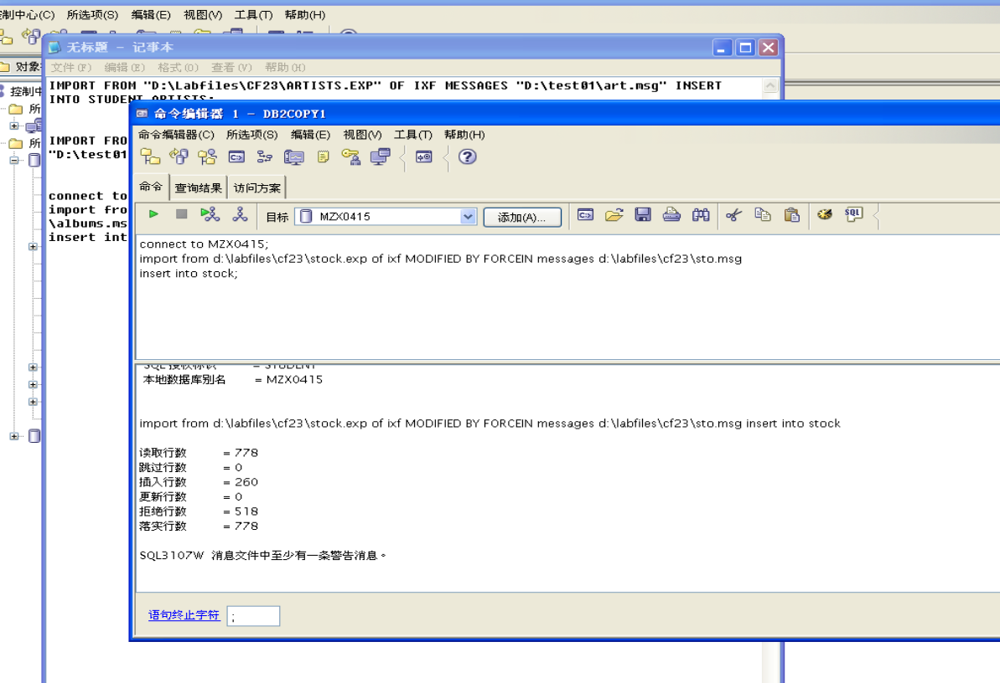 控制中心(C) 所选项(S) 编辑(E) 视图(V) 工具(T) 帮助(H)
无标题 - 记事本
对象
文件(F) 编辑(E) 格式(O) 查看(V) 帮助(H)
控制中
所
所
IMPORT FROM "D:\Labfiles\CF23\ARTISTS.EXP" OF IXF MESSAGES "D:\test01\art.msg" INSERT
INTO STUDENT.ARTISTS;
IMPORT FRO
"D:\test01
connect to
import fro
\albums.ms
insert int
命令编辑器 1 - DB2COPY1
命令编辑器(C) 所选项(S) 编辑(E) 视图(V) 工具(T) 帮助(H)
命令 查询结果 访问方案
目标 MZX0415 添加(A)... SQL
connect to MZX0415;
import from d:\labfiles\cf23\stock.exp of ixf MODIFIED BY FORCEIN messages d:\labfiles\cf23\sto.msg
insert into stock;
SQL 授权标识 = STUDENT
本地数据库别名 = MZX0415
import from d:\labfiles\cf23\stock.exp of ixf MODIFIED BY FORCEIN messages d:\labfiles\cf23\sto.msg insert into stock
读取行数 = 778
跳过行数 = 0
插入行数 = 260
更新行数 = 0
拒绝行数 = 518
落实行数 = 778
SQL3107W 消息文件中至少有一条警告消息。
语句终止字符 ;